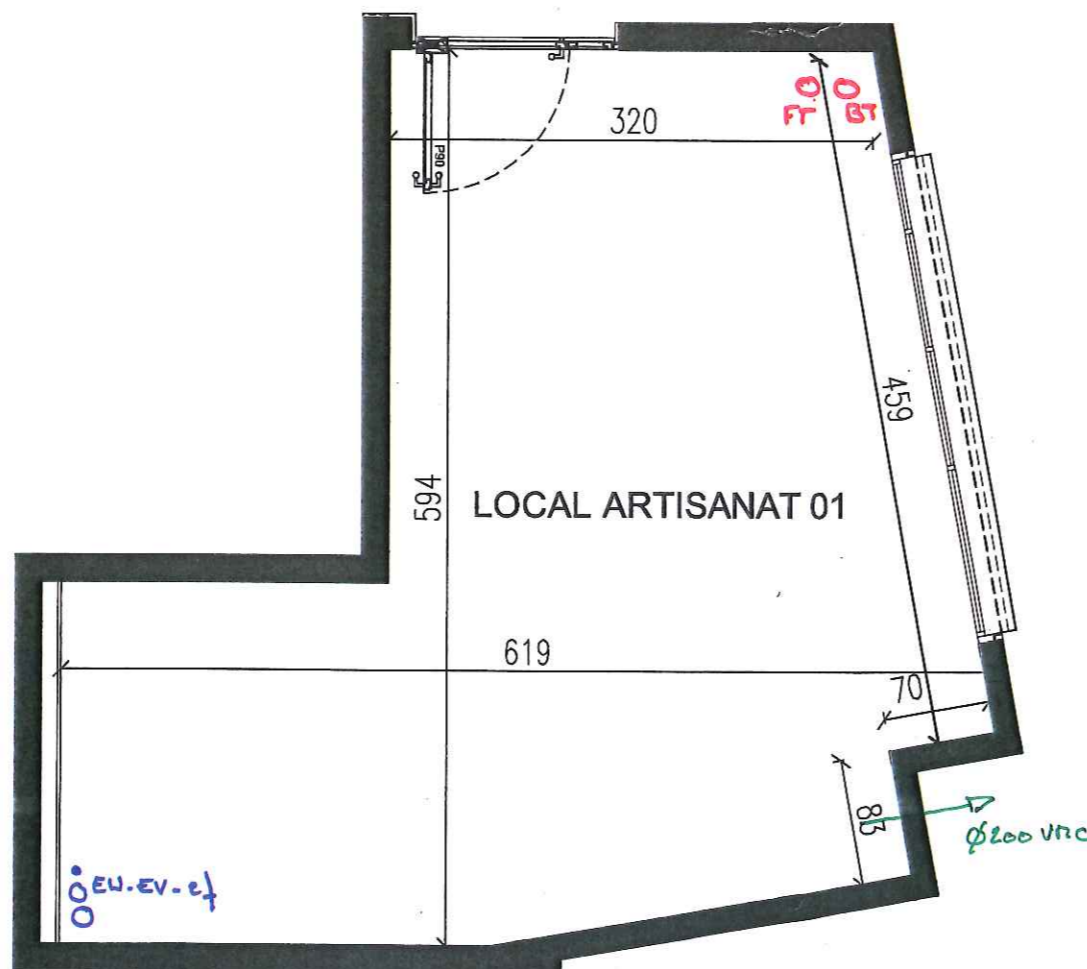 FT
BT
320
P90
459
594
LOCAL ARTISANAT 01
619
70
83
Ø200 VMC
EU-EV-ef